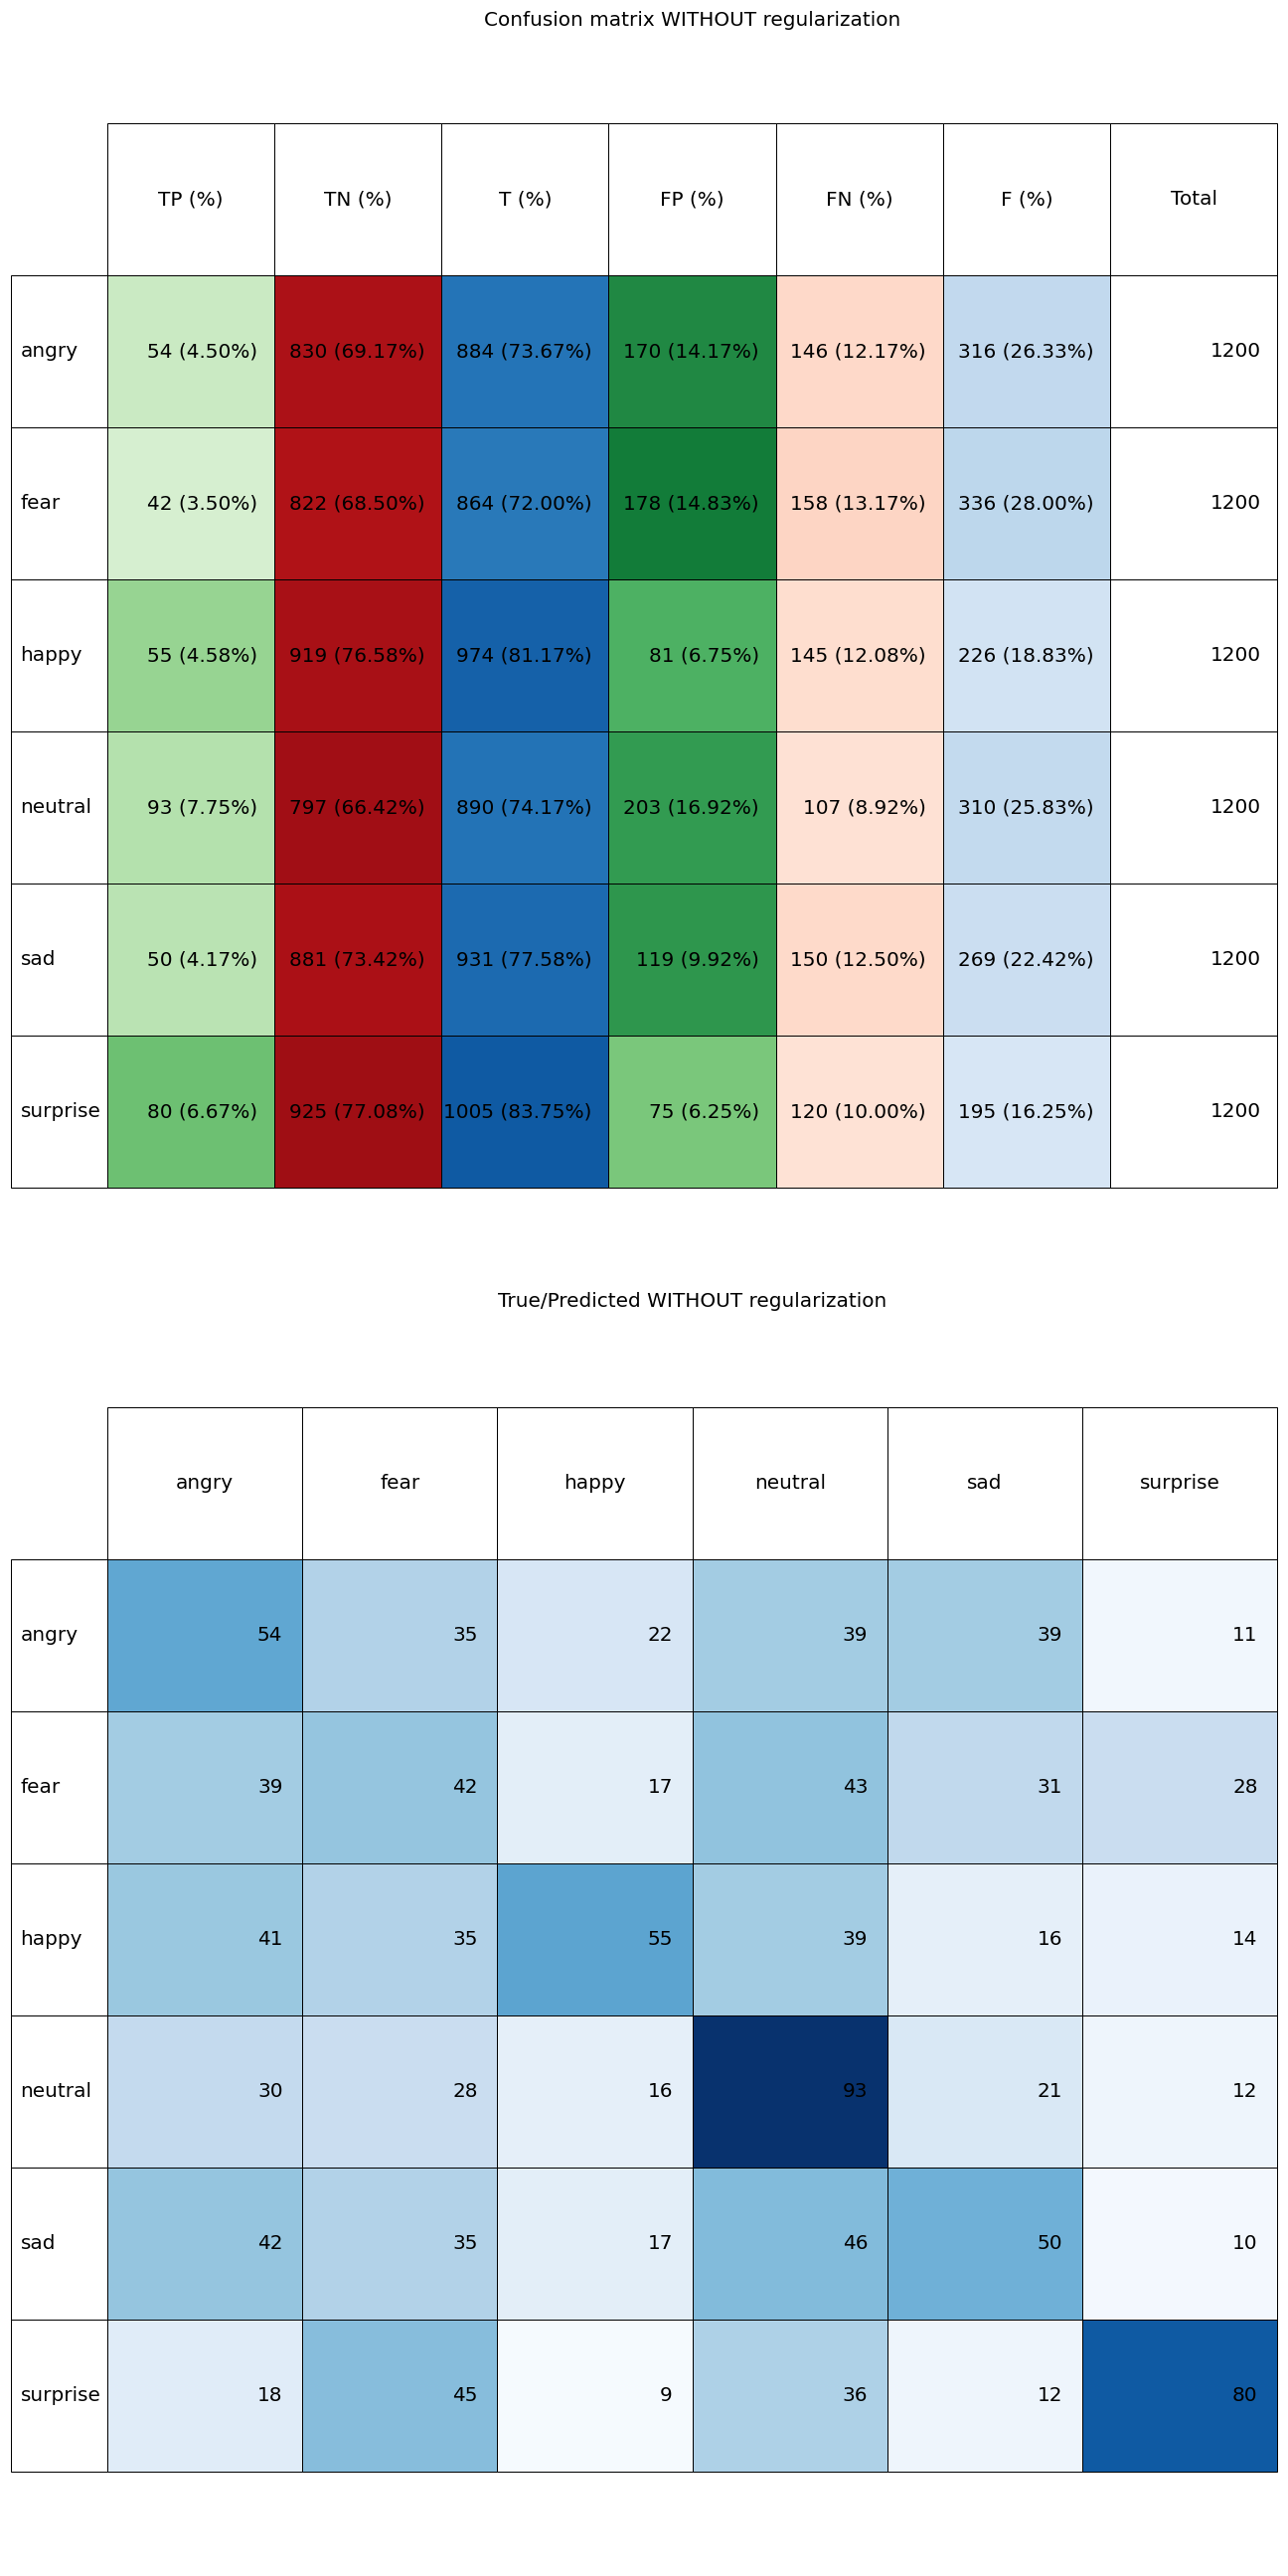 Confusion matrix WITHOUT regularization
TP (%) TN (%) T (%) FP (%) FN (%) F (%) Total
angry 54 (4.50%) 830 (69.17%) 884 (73.67%) 170 (14.17%) 146 (12.17%) 316 (26.33%) 1200
fear 42 (3.50%) 822 (68.50%) 864 (72.00%) 178 (14.83%) 158 (13.17%) 336 (28.00%) 1200
happy 55 (4.58%) 919 (76.58%) 974 (81.17%) 81 (6.75%) 145 (12.08%) 226 (18.83%) 1200
neutral 93 (7.75%) 797 (66.42%) 890 (74.17%) 203 (16.92%) 107 (8.92%) 310 (25.83%) 1200
sad 50 (4.17%) 881 (73.42%) 931 (77.58%) 119 (9.92%) 150 (12.50%) 269 (22.42%) 1200
surprise 80 (6.67%) 925 (77.08%) 1005 (83.75%) 75 (6.25%) 120 (10.00%) 195 (16.25%) 1200
True/Predicted WITHOUT regularization
angry fear happy neutral sad surprise
angry 54 35 22 39 39 11
fear 39 42 17 43 31 28
happy 41 35 55 39 16 14
neutral 30 28 16 93 21 12
sad 42 35 17 46 50 10
surprise 18 45 9 36 12 80